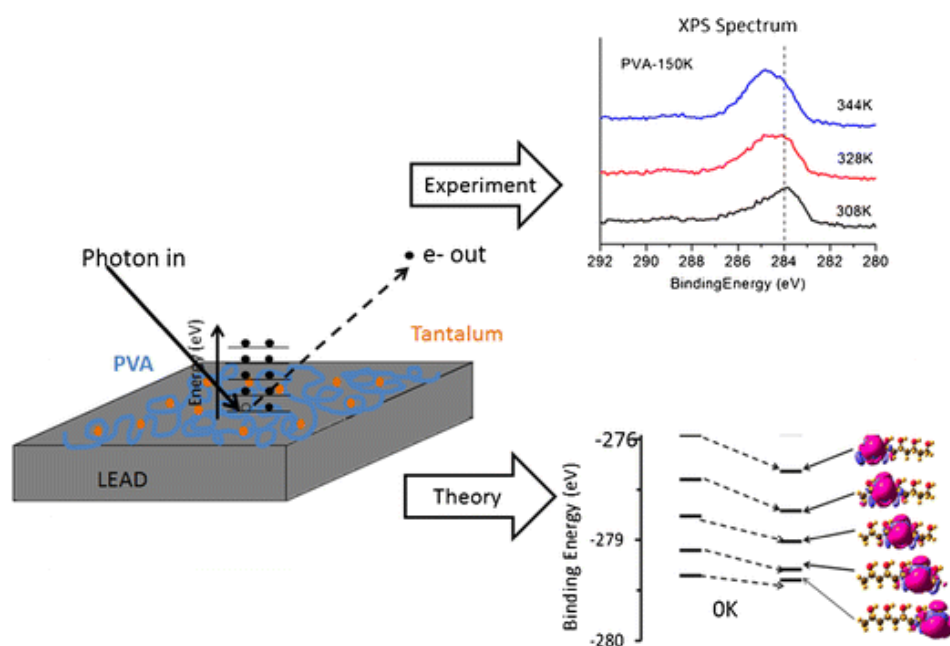 XPS Spectrum
PVA-150K
344K
328K
308K
292 290 288 286 284 282 280
BindingEnergy (eV)
Experiment
Photon in
e- out
Energy (eV)
Tantalum
PVA
LEAD
Theory
Binding Energy (eV)
-276
-279
-280
0K